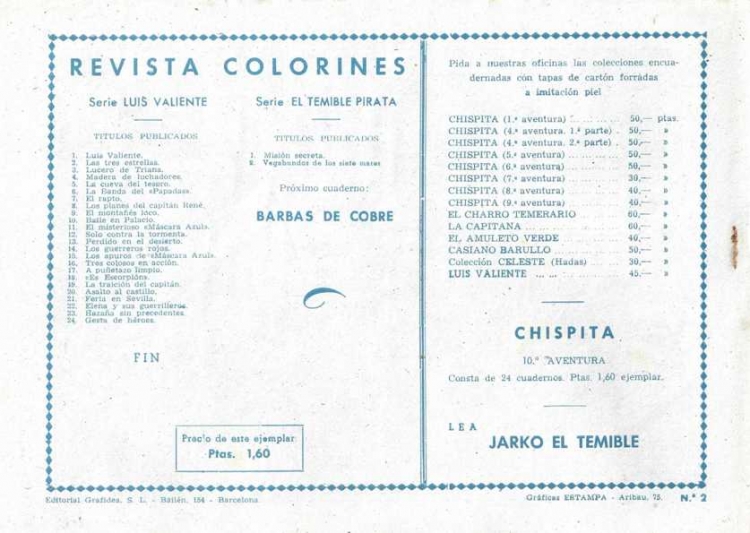 REVISTA COLORINES
Serie LUIS VALIENTE
TITULOS PUBLICADOS
1. Luis Valiente.
2. Las tres estrellas.
3. Lucero de Triana.
4. Madera de luchadores.
5. La cueva del tesoro.
6. La Banda del «Papadas».
7. El rapto.
8. Los planes del capitán René.
9. El montañés loco.
10. Baile en Palacio.
11. El misterioso «Máscara Azul».
12. Solo contra la tormenta.
13. Perdido en el desierto.
14. Los guerreros rojos.
15. Los apuros de «Máscara Azul».
16. Tres colosos en acción.
17. A puñetazo limpio.
18. «Es Escorpión».
19. La traición del capitán.
20. Asalto al castillo.
21. Feria en Sevilla.
22. Elena y sus guerrilleros.
23. Hazaña sin precedentes.
24. Gesta de héroes.
FIN
Serie EL TEMIBLE PIRATA
TITULOS PUBLICADOS
1. Misión secreta.
2. Vagabundos de los siete mares
Próximo cuaderno:
BARBAS DE COBRE
Precio de este ejemplar
Ptas. 1,60
Pida a nuestras oficinas las colecciones encua-
dernadas con tapas de cartón forradas
a imitación piel
CHISPITA (1.ª aventura) ... 50,— ptas.
CHISPITA (4.ª aventura. 1.ª parte) . 50,— »
CHISPITA (4.ª aventura. 2.ª parte) . 50,— »
CHISPITA (5.ª aventura) ... 50,— »
CHISPITA (6.ª aventura) ... 50,— »
CHISPITA (7.ª aventura) ... 30,— »
CHISPITA (8.ª aventura) ... 40,— »
CHISPITA (9.ª aventura) ... 40,— »
EL CHARRO TEMERARIO ... 60,— »
LA CAPITANA ... 60,— »
EL AMULETO VERDE ... 40,— »
CASIANO BARULLO ... 50,— »
Colección CELESTE (Hadas) ... 30,— »
LUIS VALIENTE ... ... 45,— »
CHISPITA
10.ª AVENTURA
Consta de 24 cuadernos. Ptas. 1,60 ejemplar.
LEA
JARKO EL TEMIBLE
Editorial Grafidea, S. L. - Bailén, 154 - Barcelona
Gráficas ESTAMPA - Aribau, 75. N.º 2